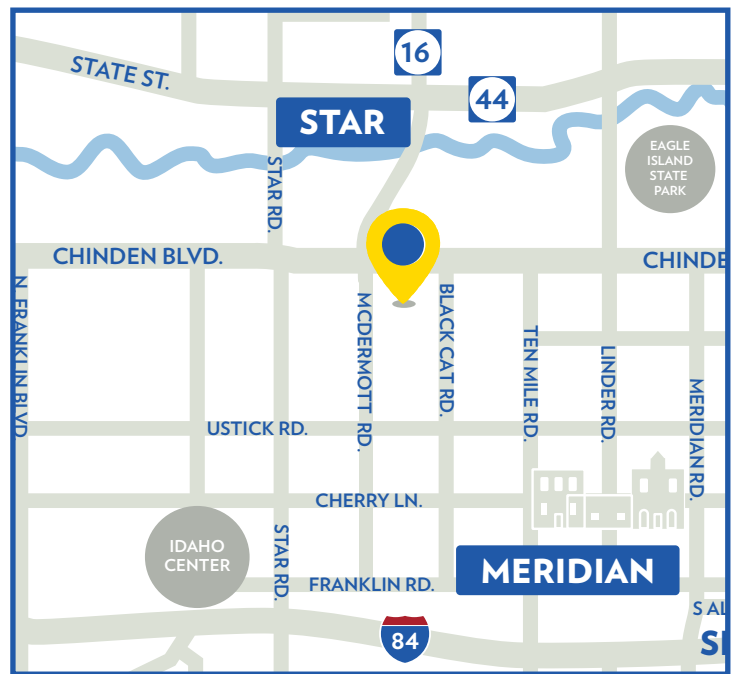 16
STATE ST.
44
STAR
EAGLE
ISLAND
STATE
PARK
STAR RD.
CHINDEN BLVD.
CHINDE
N FRANKLIN BLVD.
MCDERMOTT RD.
BLACK CAT RD.
TEN MILE RD.
LINDER RD.
MERIDIAN RD.
USTICK RD.
CHERRY LN.
IDAHO
CENTER
STAR RD.
FRANKLIN RD.
MERIDIAN
S AL
84